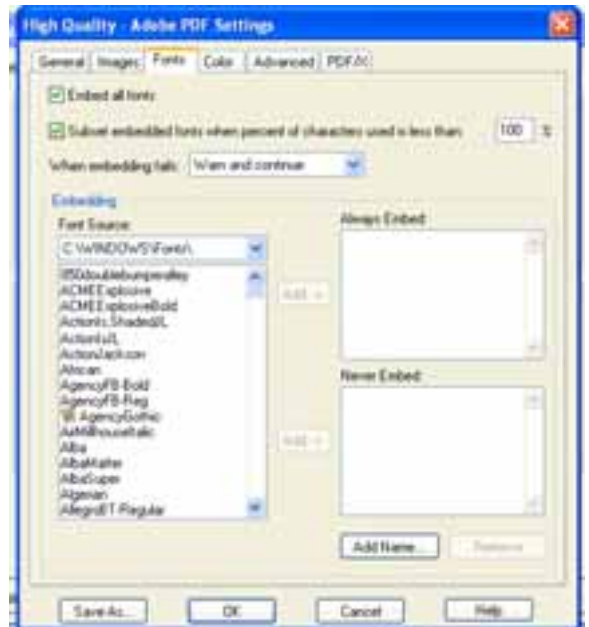 High Quality - Adobe PDF Settings
General Images Fonts Color Advanced PDF/X
Embed all fonts
Subset embedded fonts when percent of characters used is less than: 100 %
When embedding fails: Warn and continue
Embedding
Font Source:
C:\WINDOWS\Fonts\
ACMEExplosive
ACMEExplosiveBold
ActionIs,ShadedJL
ActionIsJL
ActionJackson
African
AgencyFB-Bold
AgencyFB-Reg
AgencyGothic
Alba
AlbaMatter
AlbaSuper
Algerian
AllegroBT-Regular
Always Embed:
Add
Never Embed:
Add
Add Name...
Remove
Save As... OK Cancel Help